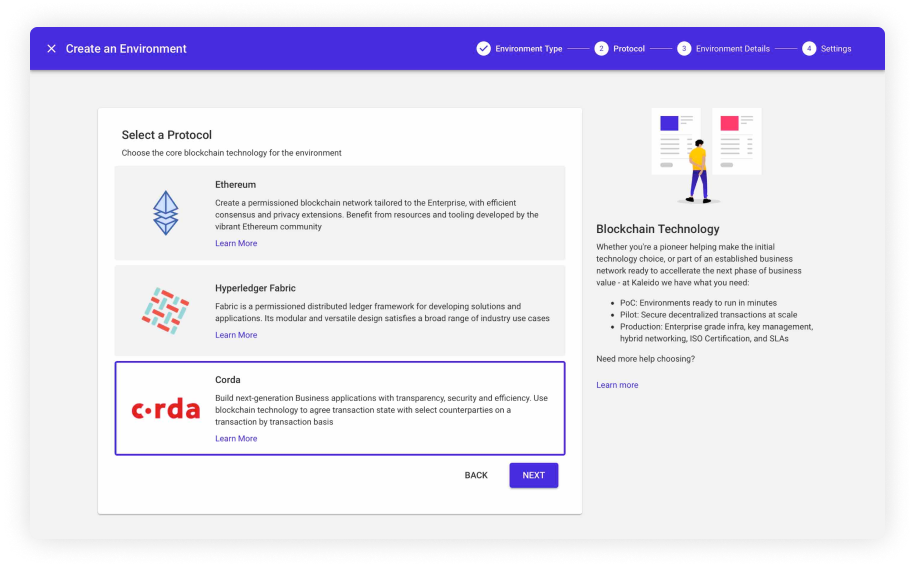 Create an Environment
Environment Type
2 Protocol
3 Environment Details
4 Settings
Select a Protocol
Choose the core blockchain technology for the environment
Ethereum
Create a permissioned blockchain network tailored to the Enterprise, with efficient
consensus and privacy extensions. Benefit from resources and tooling developed by the
vibrant Ethereum community
Learn More
Hyperledger Fabric
Fabric is a permissioned distributed ledger framework for developing solutions and
applications. Its modular and versatile design satisfies a broad range of industry use cases
Learn More
c·rda
Corda
Build next-generation Business applications with transparency, security and efficiency. Use
blockchain technology to agree transaction state with select counterparties on a
transaction by transaction basis
Learn More
BACK
NEXT
Blockchain Technology
Whether you're a pioneer helping make the initial
technology choice, or part of an established business
network ready to accellerate the next phase of business
value - at Kaleido we have what you need:
• PoC: Environments ready to run in minutes
• Pilot: Secure decentralized transactions at scale
• Production: Enterprise grade infra, key management,
hybrid networking, ISO Certification, and SLAs
Need more help choosing?
Learn more